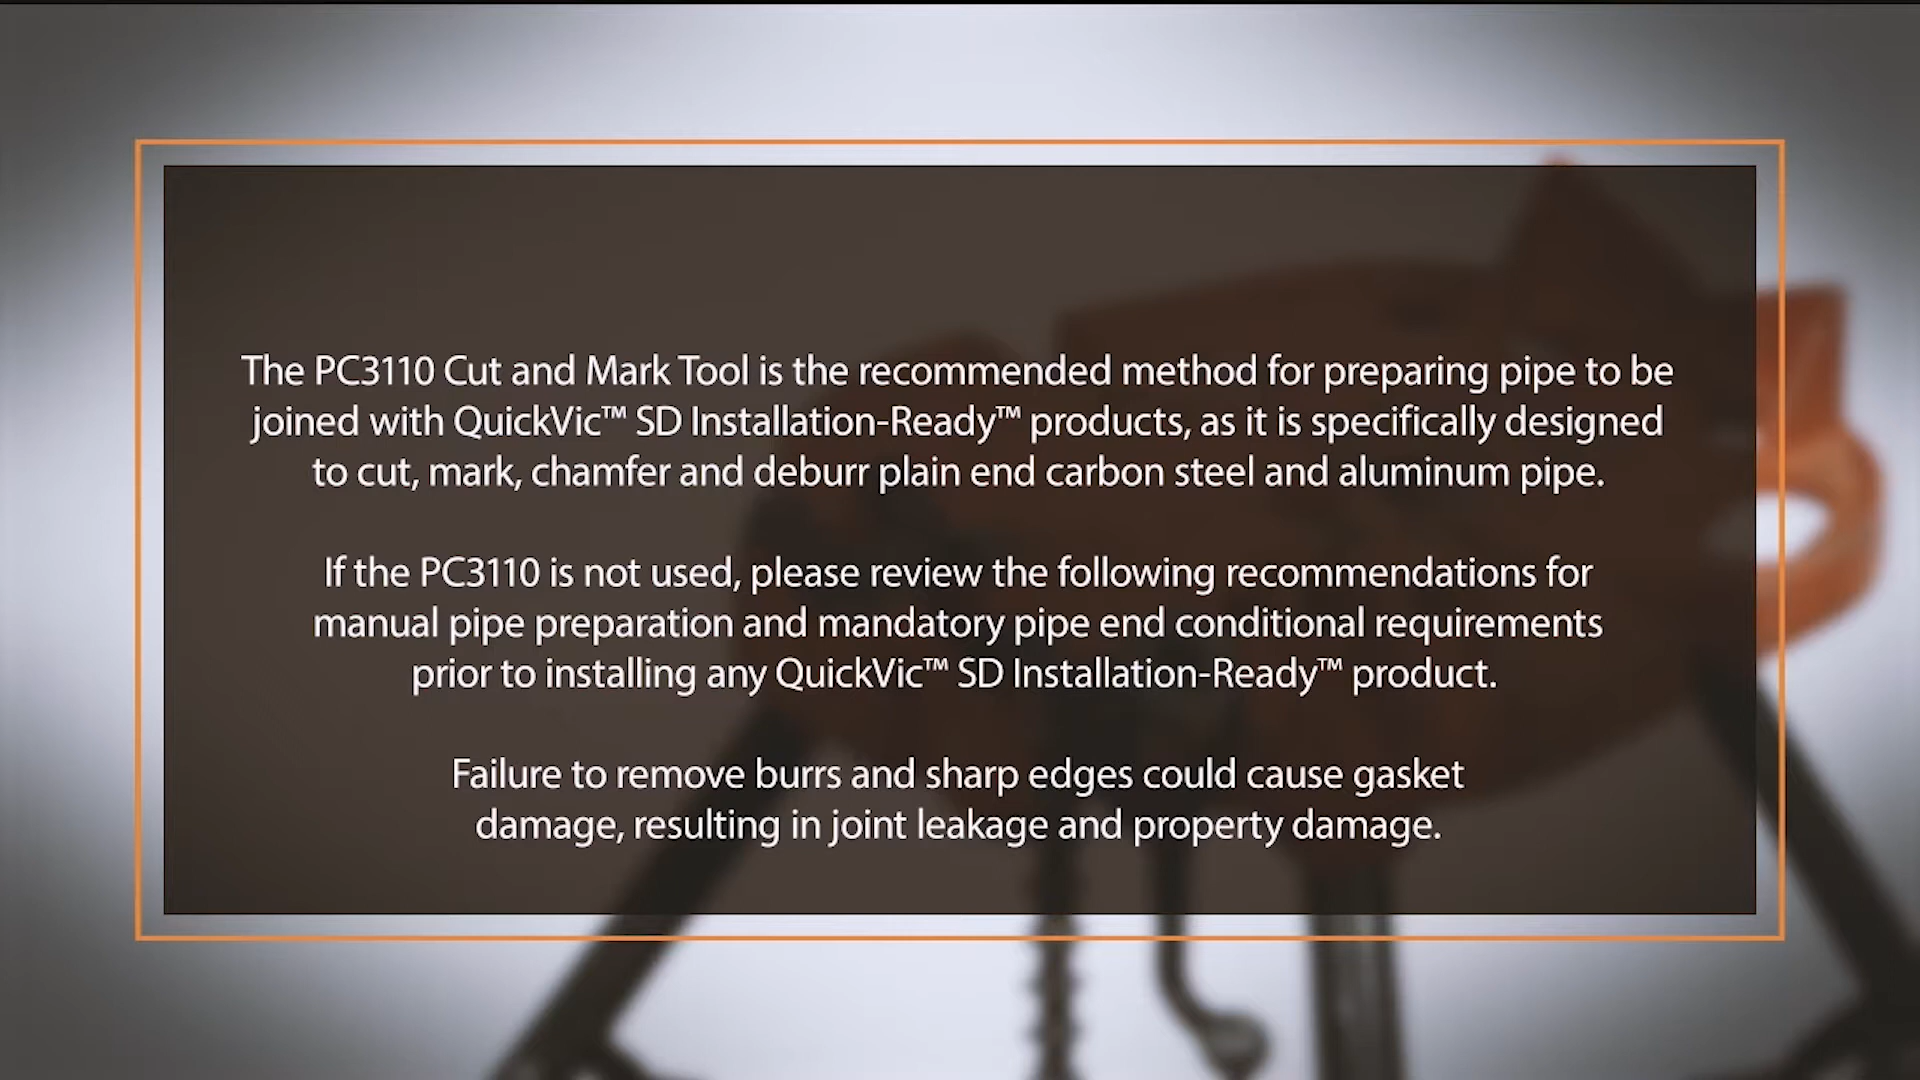 The PC3110 Cut and Mark Tool is the recommended method for preparing pipe to be
joined with QuickVic™ SD Installation-Ready™ products, as it is specifically designed
to cut, mark, chamfer and deburr plain end carbon steel and aluminum pipe.
If the PC3110 is not used, please review the following recommendations for
manual pipe preparation and mandatory pipe end conditional requirements
prior to installing any QuickVic™ SD Installation-Ready™ product.
Failure to remove burrs and sharp edges could cause gasket
damage, resulting in joint leakage and property damage.